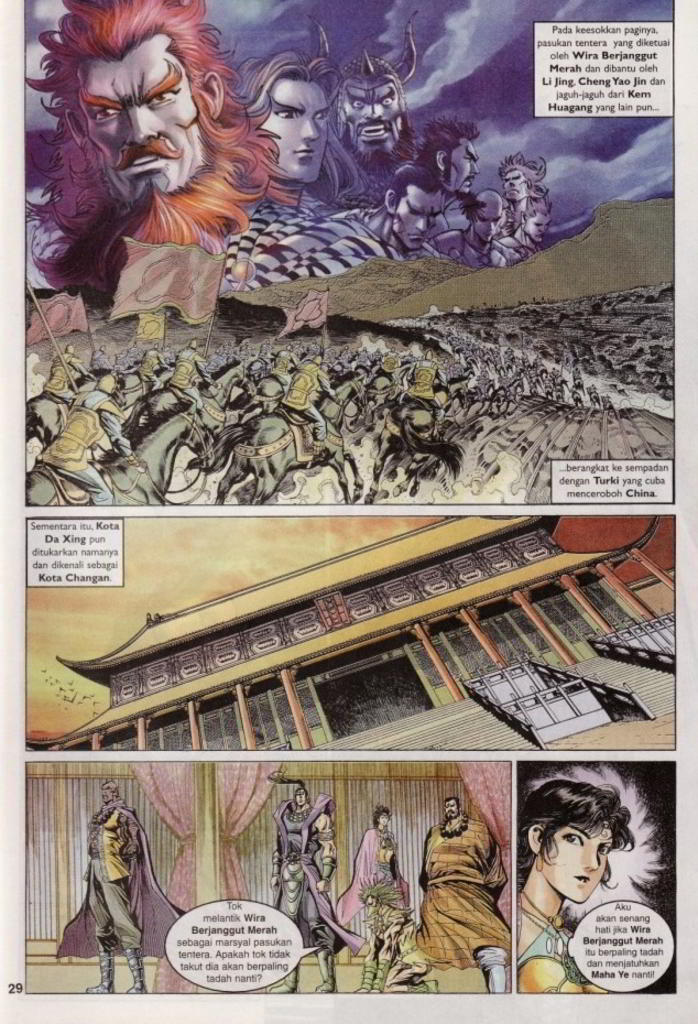 Pada keesokkan paginya,
pasukan tentera yang diketuai
oleh Wira Berjanggut
Merah dan dibantu oleh
Li Jing, Cheng Yao Jin dan
jaguh-jaguh dari Kem
Huagang yang lain pun...
...berangkat ke sempadan
dengan Turki yang cuba
menceroboh China.
Sementara itu, Kota
Da Xing pun
ditukarkan namanya
dan dikenali sebagai
Kota Changan.
Tok
melantik Wira
Berjanggut Merah
sebagai marsyal pasukan
tentera. Apakah tok tidak
takut dia akan berpaling
tadah nanti?
Aku
akan senang
hati jika Wira
Berjanggut Merah
itu berpaling tadah
dan menjatuhkan
Maha Ye nanti!
29